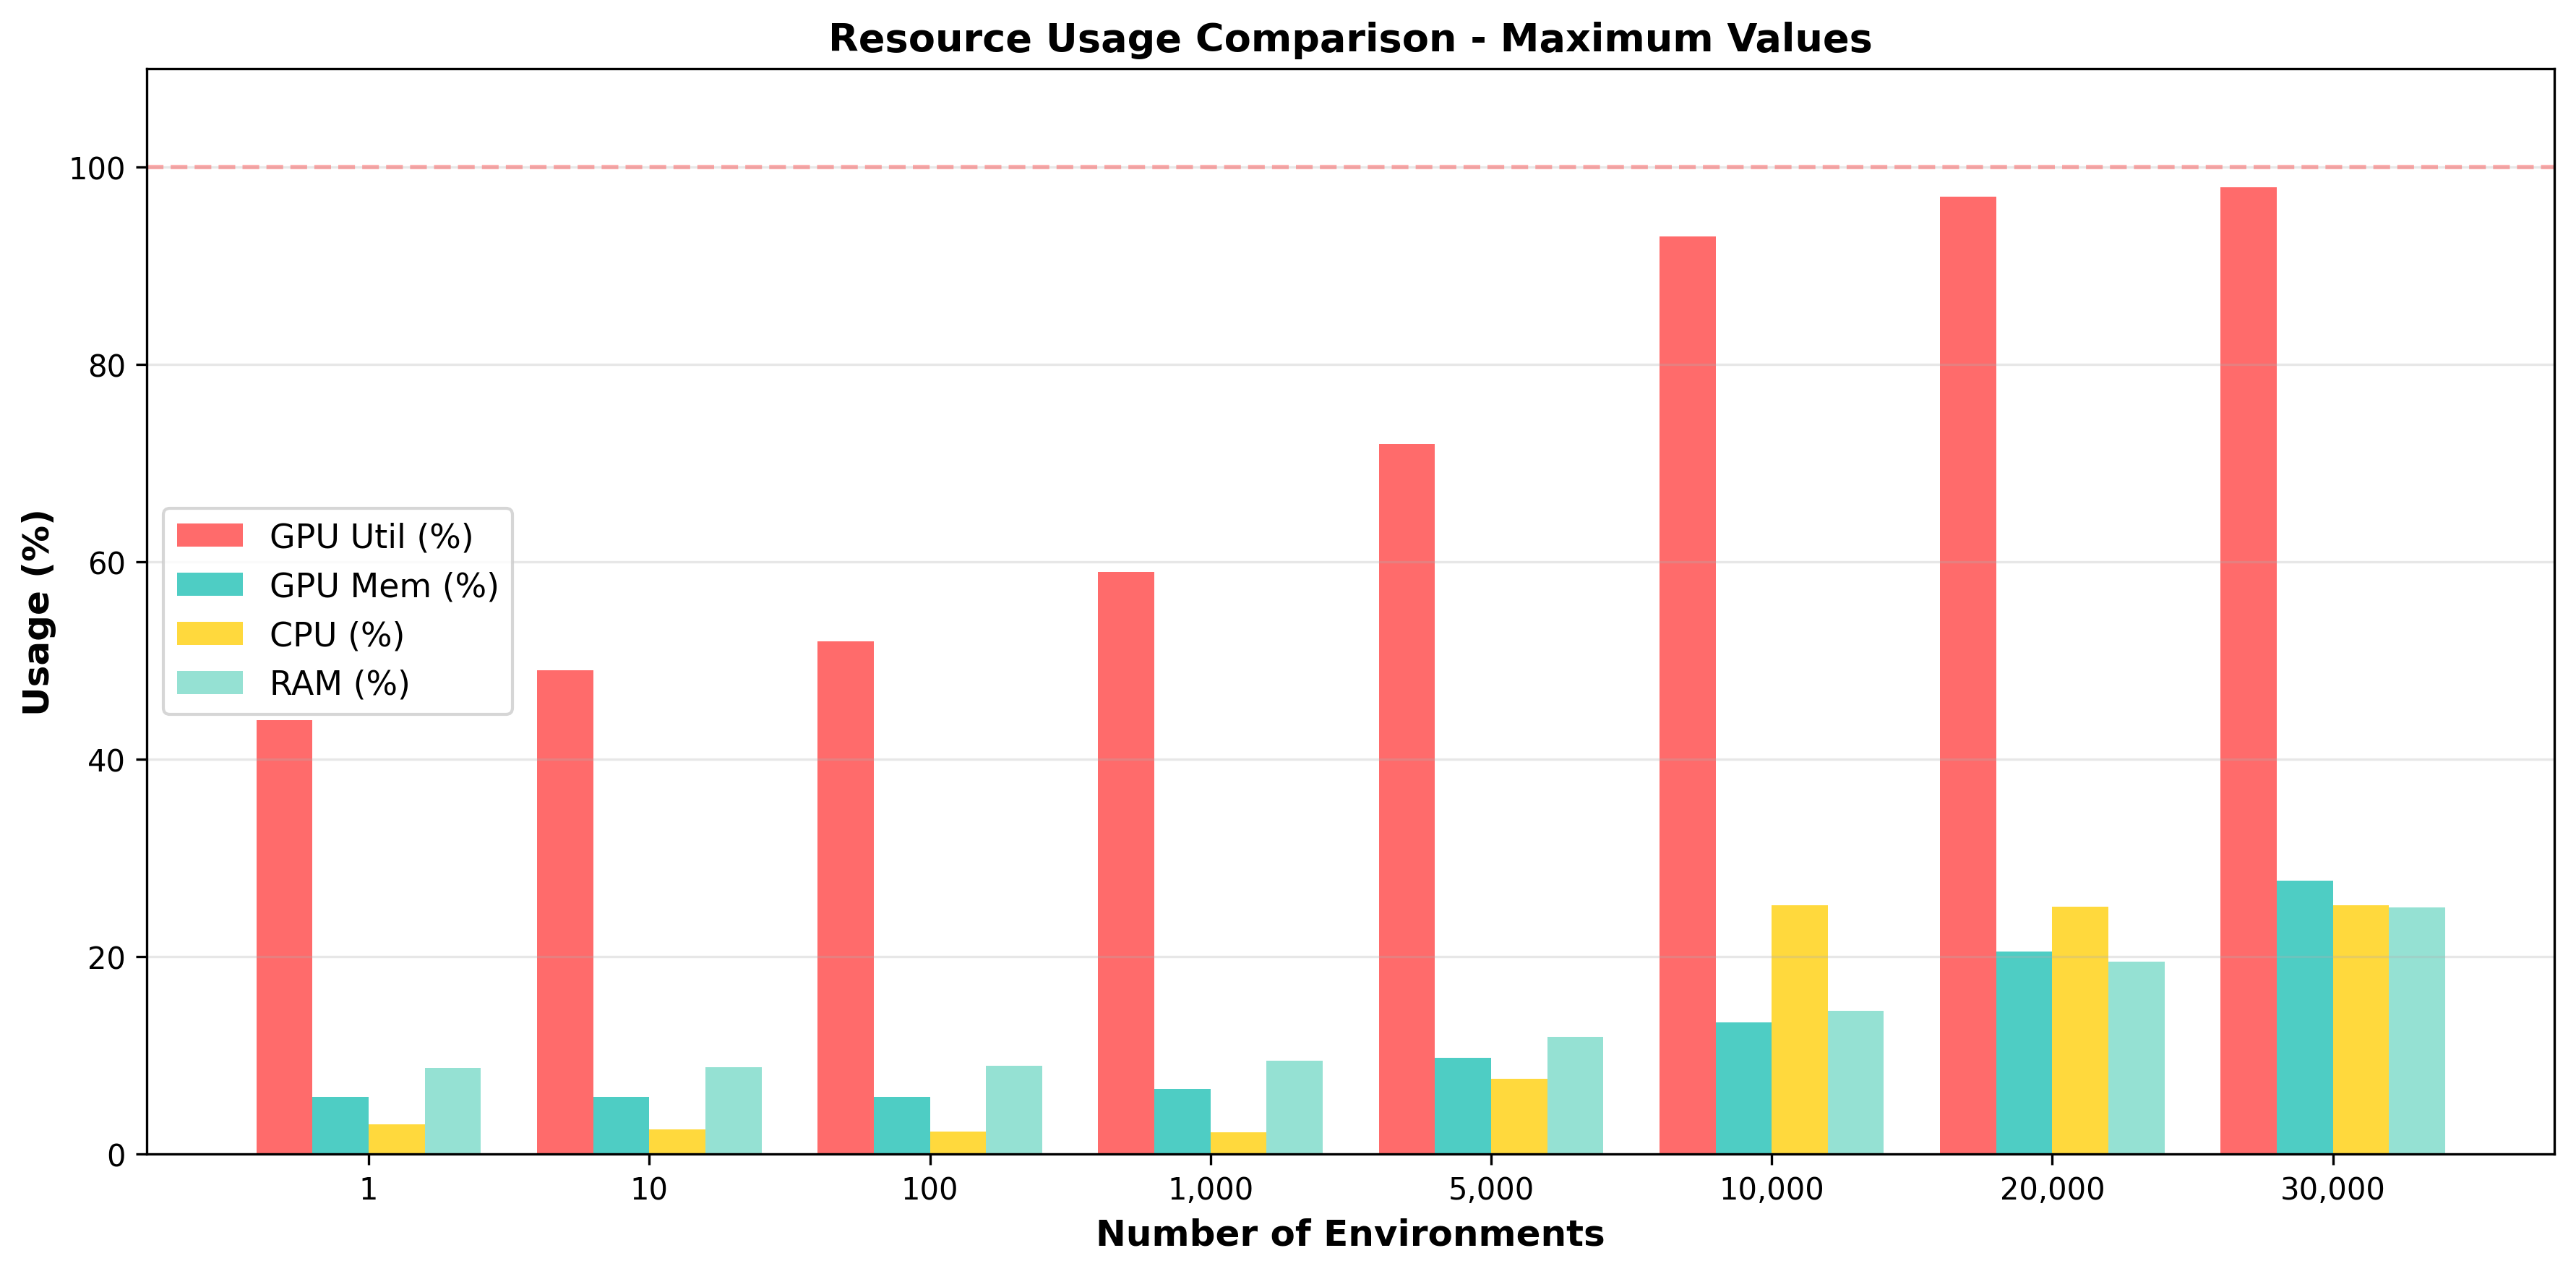 Resource Usage Comparison - Maximum Values
Usage (%)
100
80
60
40
20
0
GPU Util (%)
GPU Mem (%)
CPU (%)
RAM (%)
1
10
100
1,000
5,000
10,000
20,000
30,000
Number of Environments